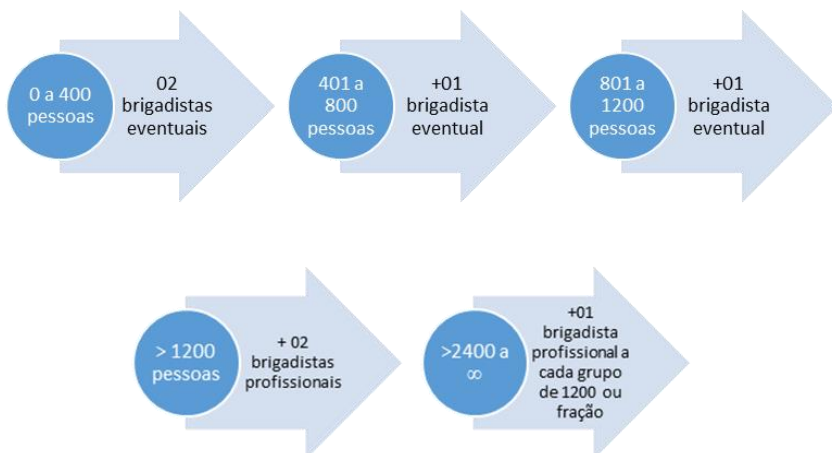 0 a 400
pessoas
02
brigadistas
eventuais
401 a
800
pessoas
+01
brigadista
eventual
801 a
1200
pessoas
+01
brigadista
eventual
> 1200
pessoas
+ 02
brigadistas
profissionais
>2400 a
∞
+01
brigadista
profissional a
cada grupo
de 1200 ou
fração